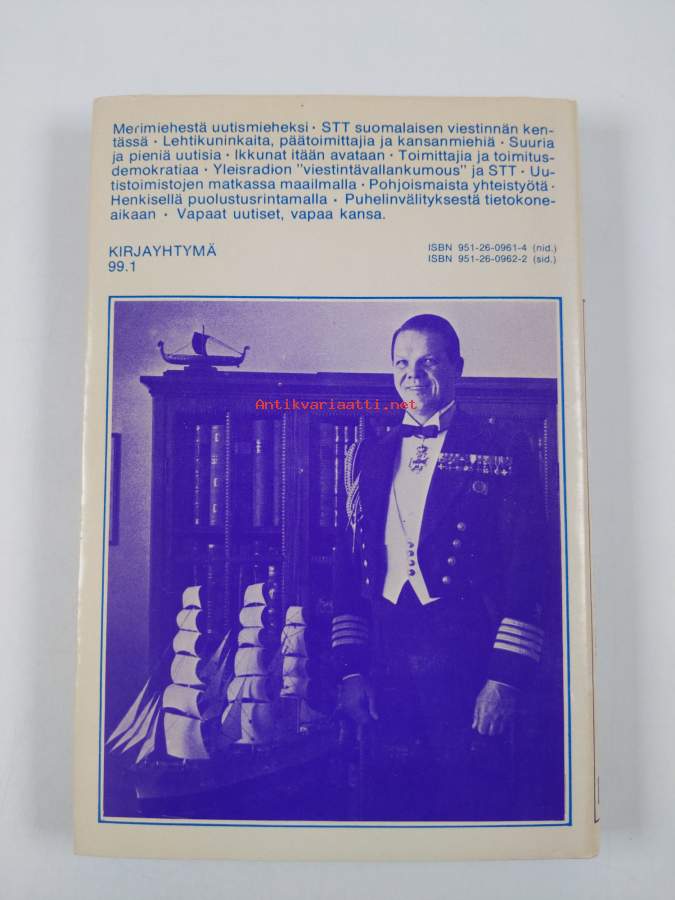 Merimiehestä uutismieheksi · STT suomalaisen viestinnän ken-
tässä · Lehtikuninkaita, päätoimittajia ja kansanmiehiä · Suuria
ja pieniä uutisia · Ikkunat itään avataan · Toimittajia ja toimitus-
demokratiaa · Yleisradion "viestintävallankumous" ja STT · Uu-
tistoimistojen matkassa maailmalla · Pohjoismaista yhteistyötä ·
Henkisellä puolustusrintamalla · Puhelinvälityksestä tietokone-
aikaan · Vapaat uutiset, vapaa kansa.
KIRJAYHTYMÄ
99.1
ISBN 951-26-0961-4 (nid.)
ISBN 951-26-0962-2 (sid.)
Antikvariaatti.net